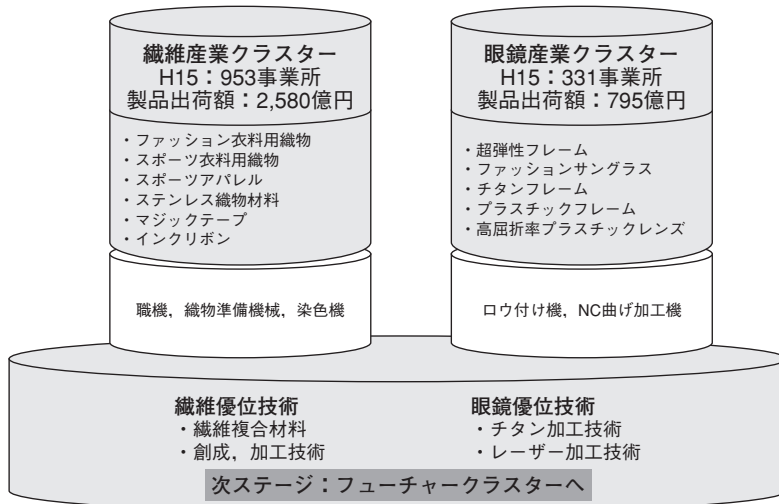 繊維産業クラスター
H15：953事業所
製品出荷額：2,580億円
・ファッション衣料用織物
・スポーツ衣料用織物
・スポーツアパレル
・ステンレス織物材料
・マジックテープ
・インクリボン
職機，織物準備機械，染色機
眼鏡産業クラスター
H15：331事業所
製品出荷額：795億円
・超弾性フレーム
・ファッションサングラス
・チタンフレーム
・プラスチックフレーム
・高屈折率プラスチックレンズ
ロウ付け機，NC曲げ加工機
繊維優位技術
・繊維複合材料
・創成，加工技術
眼鏡優位技術
・チタン加工技術
・レーザー加工技術
次ステージ：フューチャークラスターへ